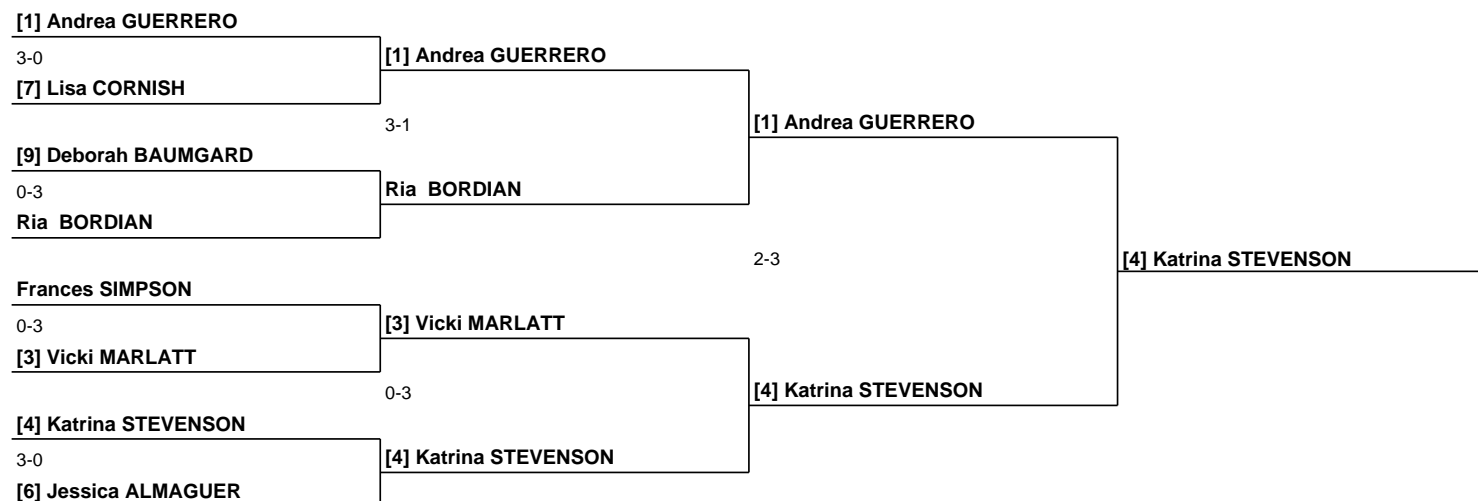 [1] Andrea GUERRERO
3-0
[1] Andrea GUERRERO
[7] Lisa CORNISH
3-1
[1] Andrea GUERRERO
[9] Deborah BAUMGARD
0-3
Ria  BORDIAN
Ria  BORDIAN
2-3
[4] Katrina STEVENSON
Frances SIMPSON
0-3
[3] Vicki MARLATT
[3] Vicki MARLATT
0-3
[4] Katrina STEVENSON
[4] Katrina STEVENSON
3-0
[4] Katrina STEVENSON
[6] Jessica ALMAGUER